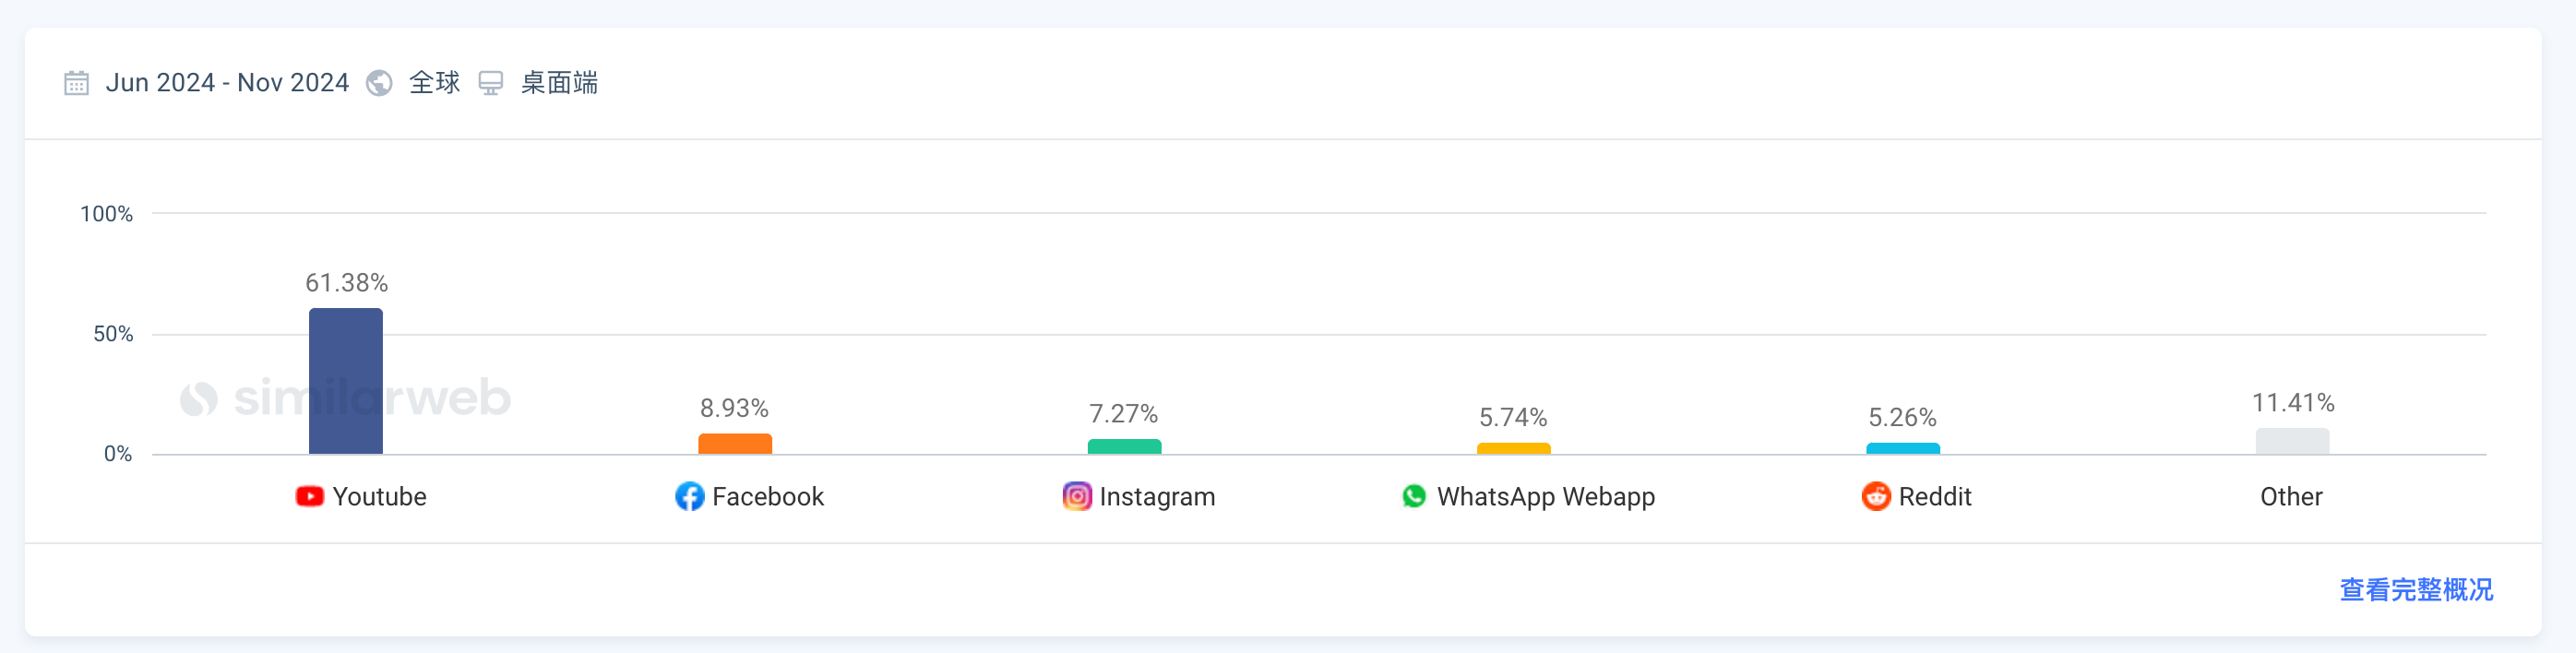 Jun 2024 - Nov 2024 全球 桌面端
100%
61.38%
50%
similarweb
11.41%
8.93%
7.27%
5.74%
5.26%
0%
Youtube Facebook Instagram WhatsApp Webapp Reddit Other
查看完整概况